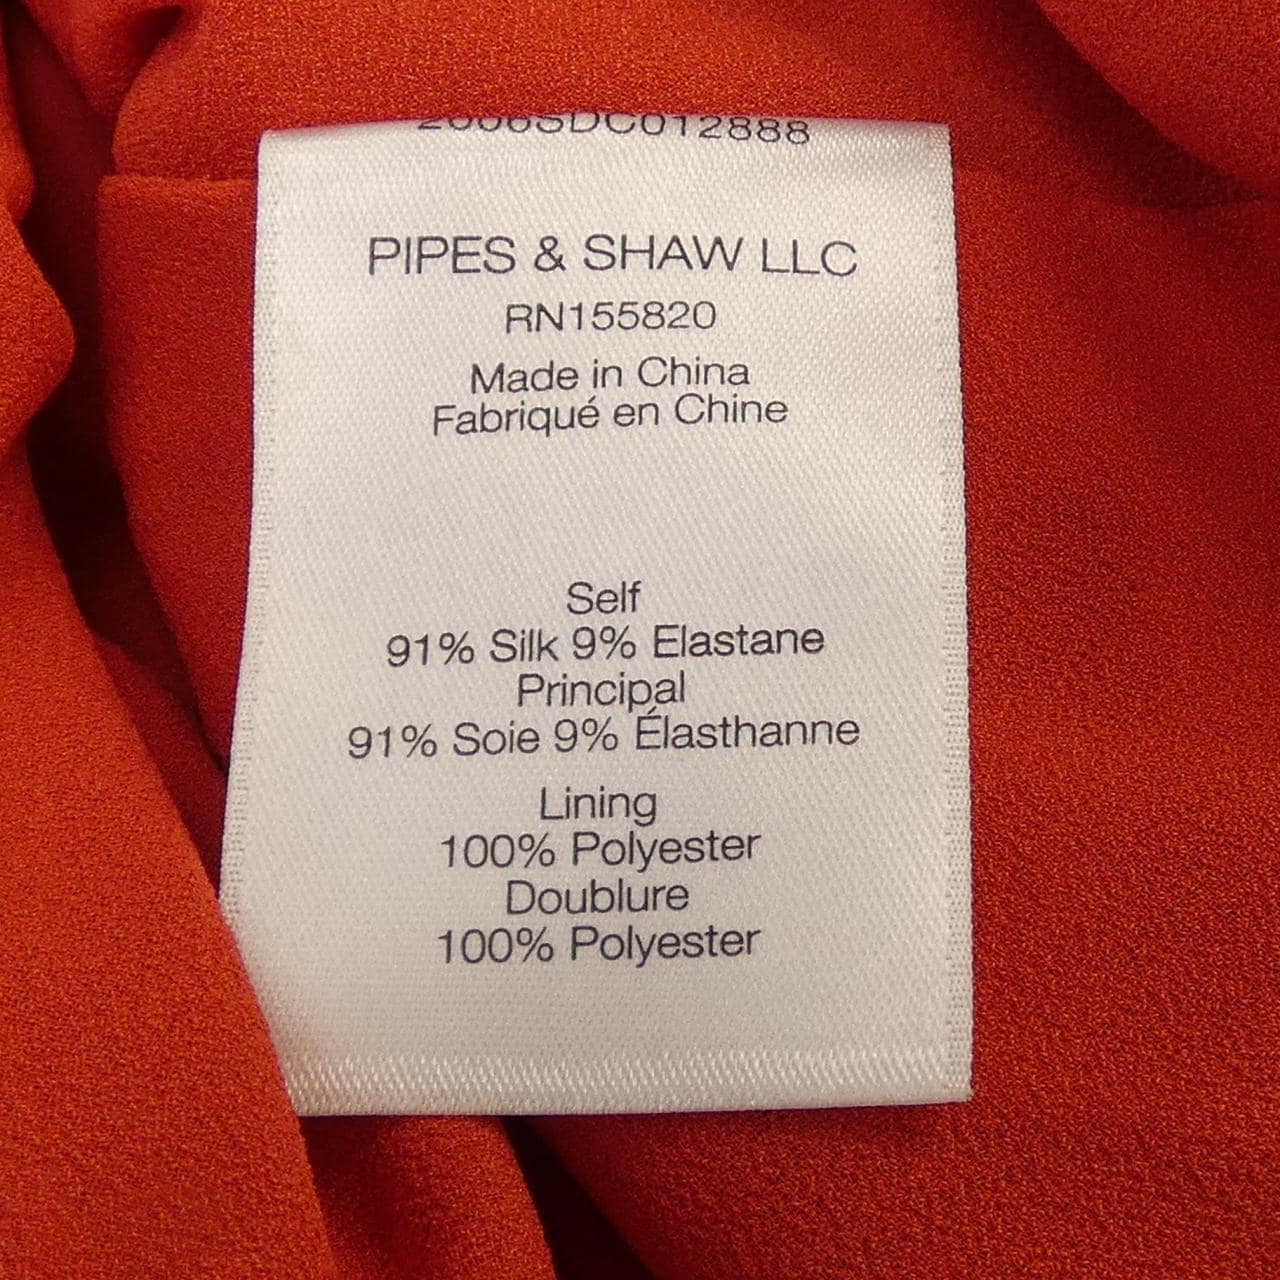 2006SDC012888
PIPES & SHAW LLC
RN155820
Made in China
Fabriqué en Chine
Self
91% Silk 9% Elastane
Principal
91% Soie 9% Élasthanne
Lining
100% Polyester
Doublure
100% Polyester